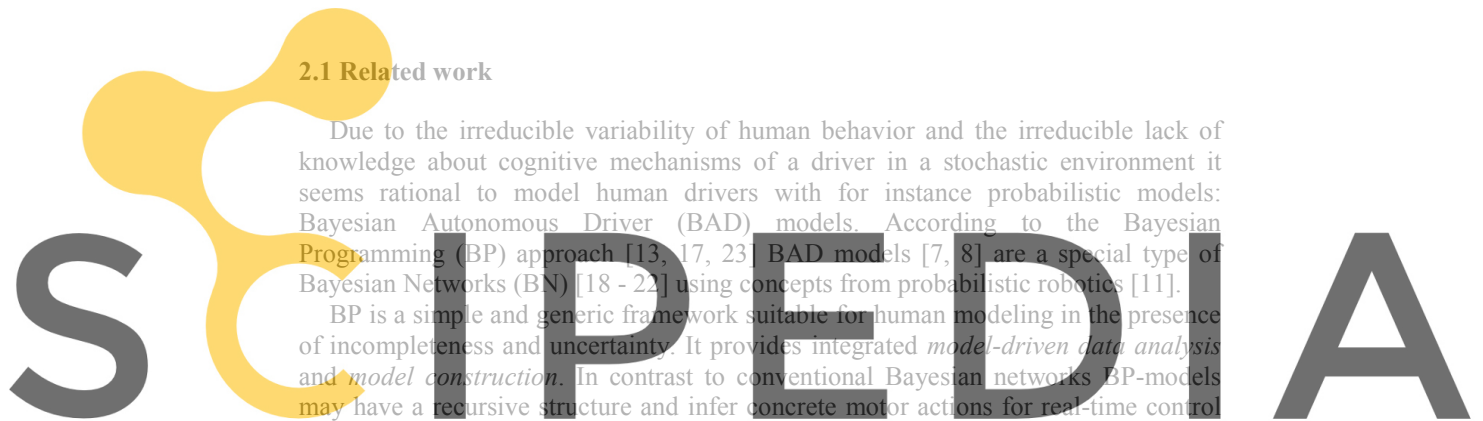 2.1 Related work
Due to the irreducible variability of human behavior and the irreducible lack of
knowledge about cognitive mechanisms of a driver in a stochastic environment it
seems rational to model human drivers with for instance probabilistic models:
Bayesian Autonomous Driver (BAD) models. According to the Bayesian
Programming (BP) approach [13, 17, 23] BAD models [7, 8] are a special type of
Bayesian Networks (BN) [18 - 22] using concepts from probabilistic robotics [11].
BP is a simple and generic framework suitable for human modeling in the presence
of incompleteness and uncertainty. It provides integrated model-driven data analysis
and model construction. In contrast to conventional Bayesian networks BP-models
may have a recursive structure and infer concrete motor actions for real-time control
SCIPEDIA